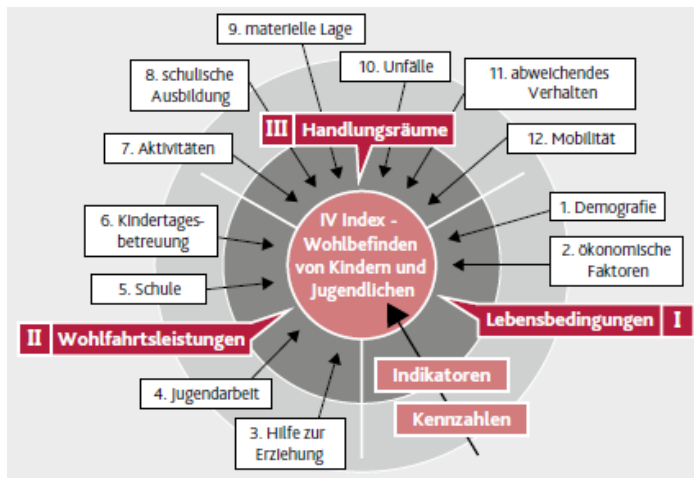 9. materielle Lage
10. Unfälle
8. schulische
Ausbildung
11. abweichendes
Verhalten
III Handlungsräume
7. Aktivitäten
12. Mobilität
6. Kindertages-
betreuung
IV Index -
Wohlbefinden
von Kindern und
Jugendlichen
1. Demografie
2. ökonomische
Faktoren
5. Schule
II Wohlfahrtsleistungen
Lebensbedingungen I
4. Jugendarbeit
Indikatoren
Kennzahlen
3. Hilfe zur
Erziehung